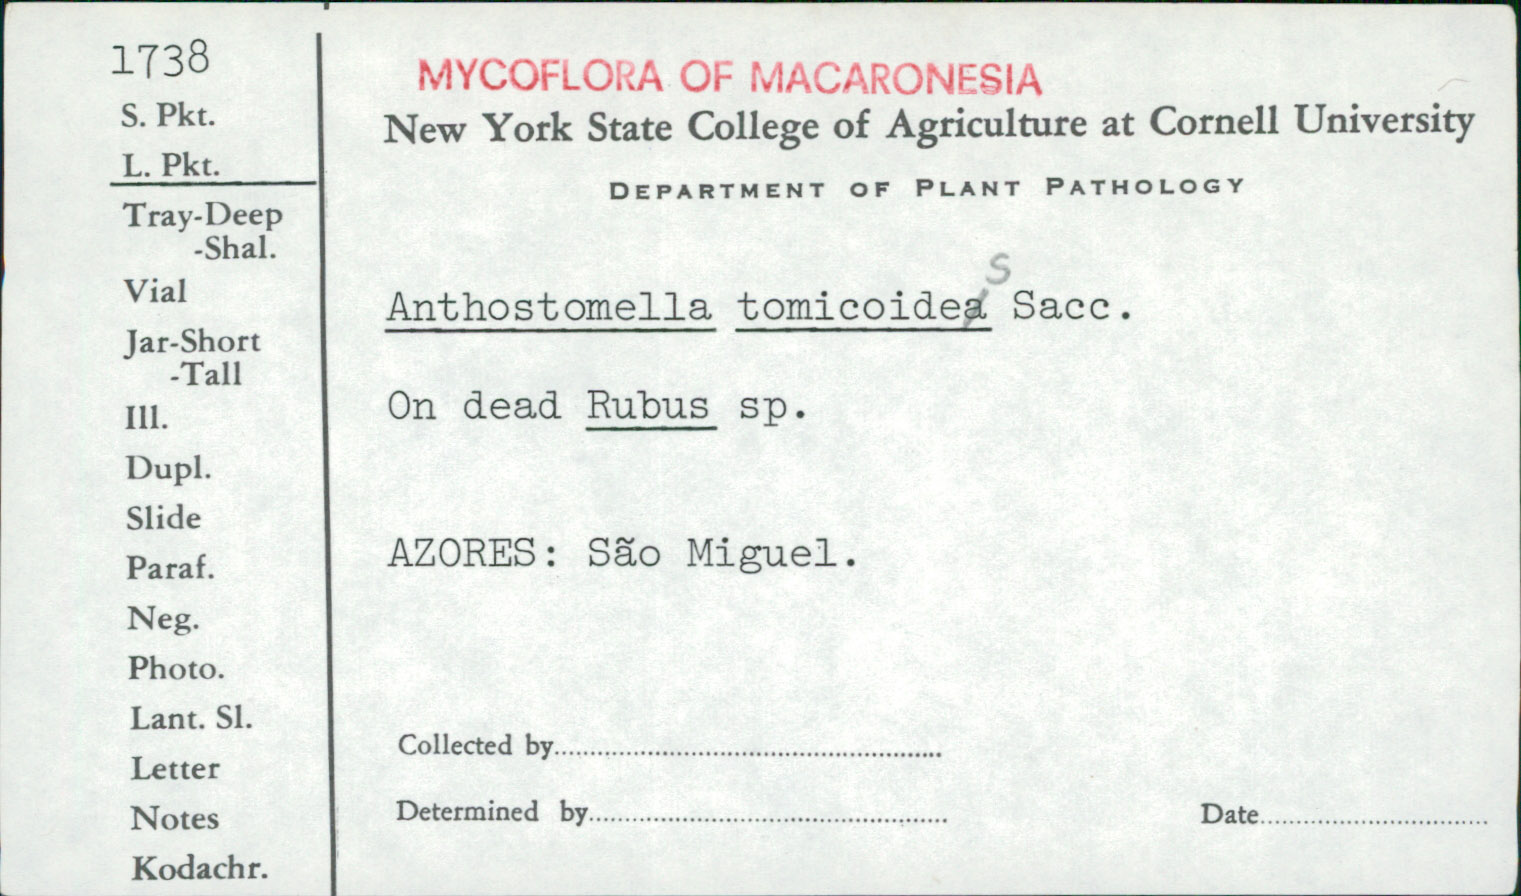 1738
S. Pkt.
L. Pkt.
Tray-Deep
-Shal.
Vial
Jar-Short
-Tall
Ill.
Dupl.
Slide
Paraf.
Neg.
Photo.
Lant. Sl.
Letter
Notes
Kodachr.
MYCOFLORA OF MACARONESIA
New York State College of Agriculture at Cornell University
DEPARTMENT OF PLANT PATHOLOGY
s
Anthostomella tomicoidea Sacc.
On dead Rubus sp.
AZORES: São Miguel.
Collected by
Determined by
Date